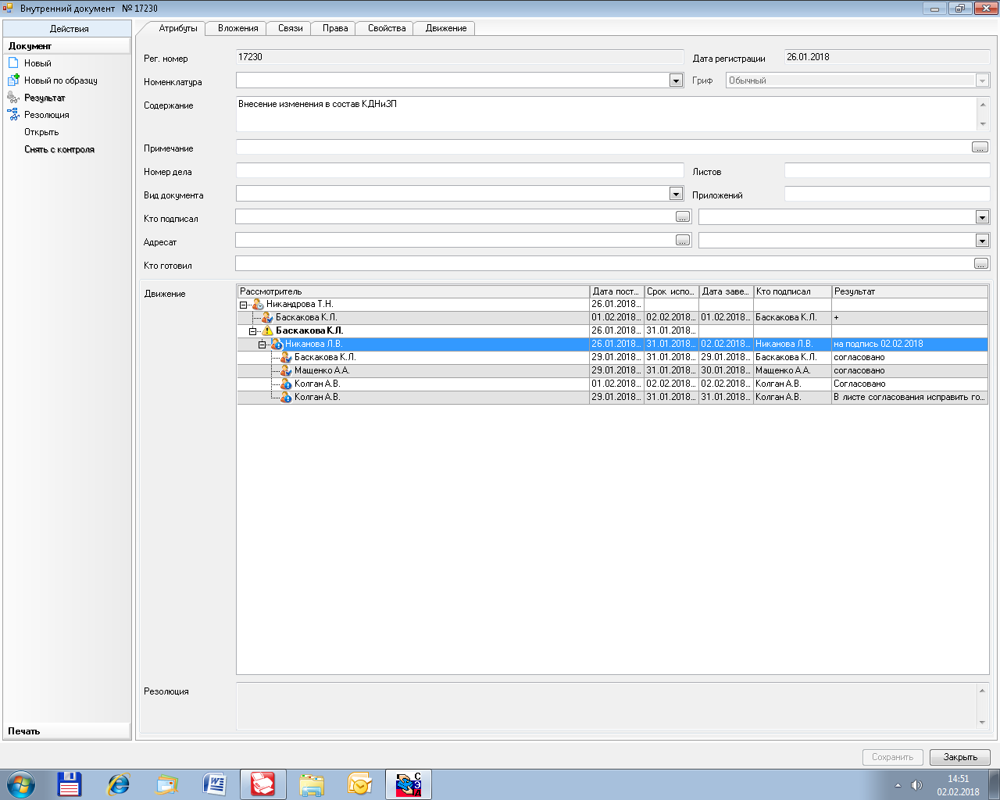 Внутренний документ № 17230
Действия
Документ
Новый
Новый по образцу
Результат
Резолюция
Открыть
Снять с контроля
Печать
Атрибуты Вложения Связи Права Свойства Движение
Рег. номер 17230 Дата регистрации 26.01.2018
Номенклатура Гриф Обычный
Содержание Внесение изменения в состав КДНиЗП
Примечание ...
Номер дела Листов
Вид документа Приложений
Кто подписал ...
Адресат ...
Кто готовил ...
Движение
Рассмотритель Дата пост... Срок испо... Дата заве... Кто подписал Результат
Никандрова Т.Н. 26.01.2018...
Баскакова К.Л. 01.02.2018... 02.02.2018... 01.02.2018... Баскакова К.Л. +
Баскакова К.Л. 26.01.2018... 31.01.2018...
Никанова Л.В. 26.01.2018... 31.01.2018... 02.02.2018... Никанова Л.В. на подпись 02.02.2018
Баскакова К.Л. 29.01.2018... 31.01.2018... 29.01.2018... Баскакова К.Л. согласовано
Мащенко А.А. 29.01.2018... 31.01.2018... 30.01.2018... Мащенко А.А. согласовано
Колган А.В. 01.02.2018... 02.02.2018... 02.02.2018... Колган А.В. Согласовано
Колган А.В. 29.01.2018... 31.01.2018... 31.01.2018... Колган А.В. В листе согласования исправить го...
Резолюция
Сохранить Закрыть
СЭД
14:51
02.02.2018